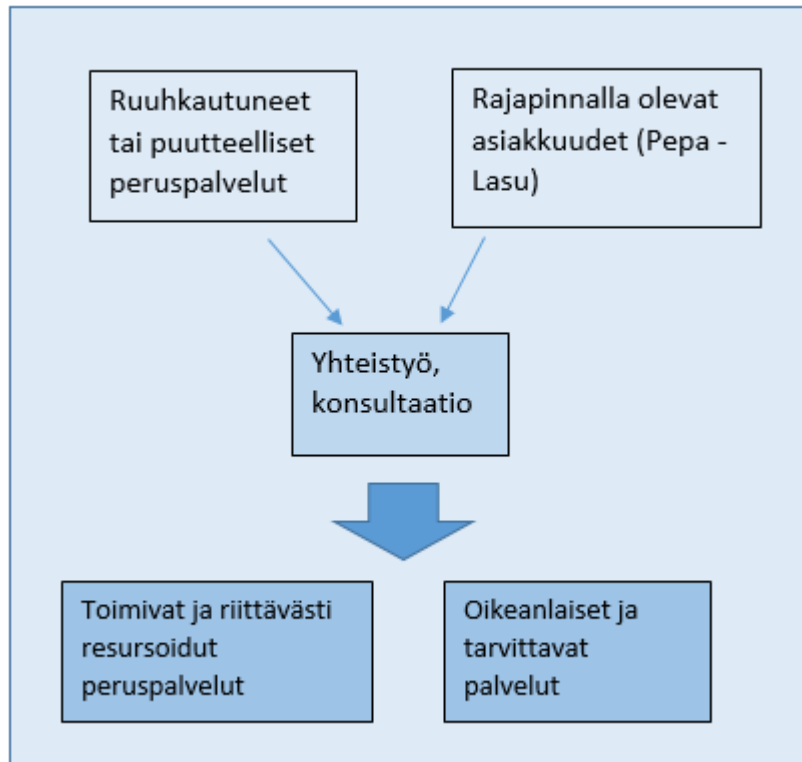 Ruuhkautuneet
tai puutteelliset
peruspalvelut
Rajapinnalla olevat
asiakkuudet (Pepa -
Lasu)
Yhteistyö,
konsultaatio
Toimivat ja riittävästi
resursoidut
peruspalvelut
Oikeanlaiset ja
tarvittavat
palvelut